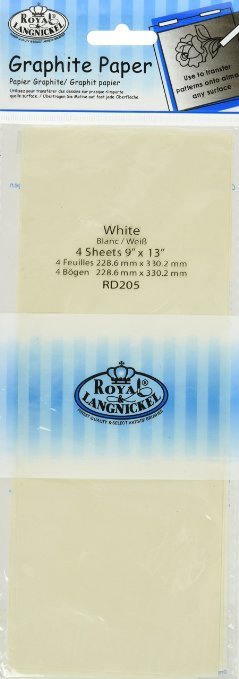 ROYAL &
LANGNICKEL
Graphite Paper
Papier Graphite/ Graphit papier
Use to transfer
patterns onto almo
any surface
White
Blanc / Weiß
4 Sheets 9" x 13"
4 Feuilles 228.6 mm x 330.2 mm
4 Bögen 228.6 mm x 330.2 mm
RD205
ROYAL ®
& LANGNICKEL